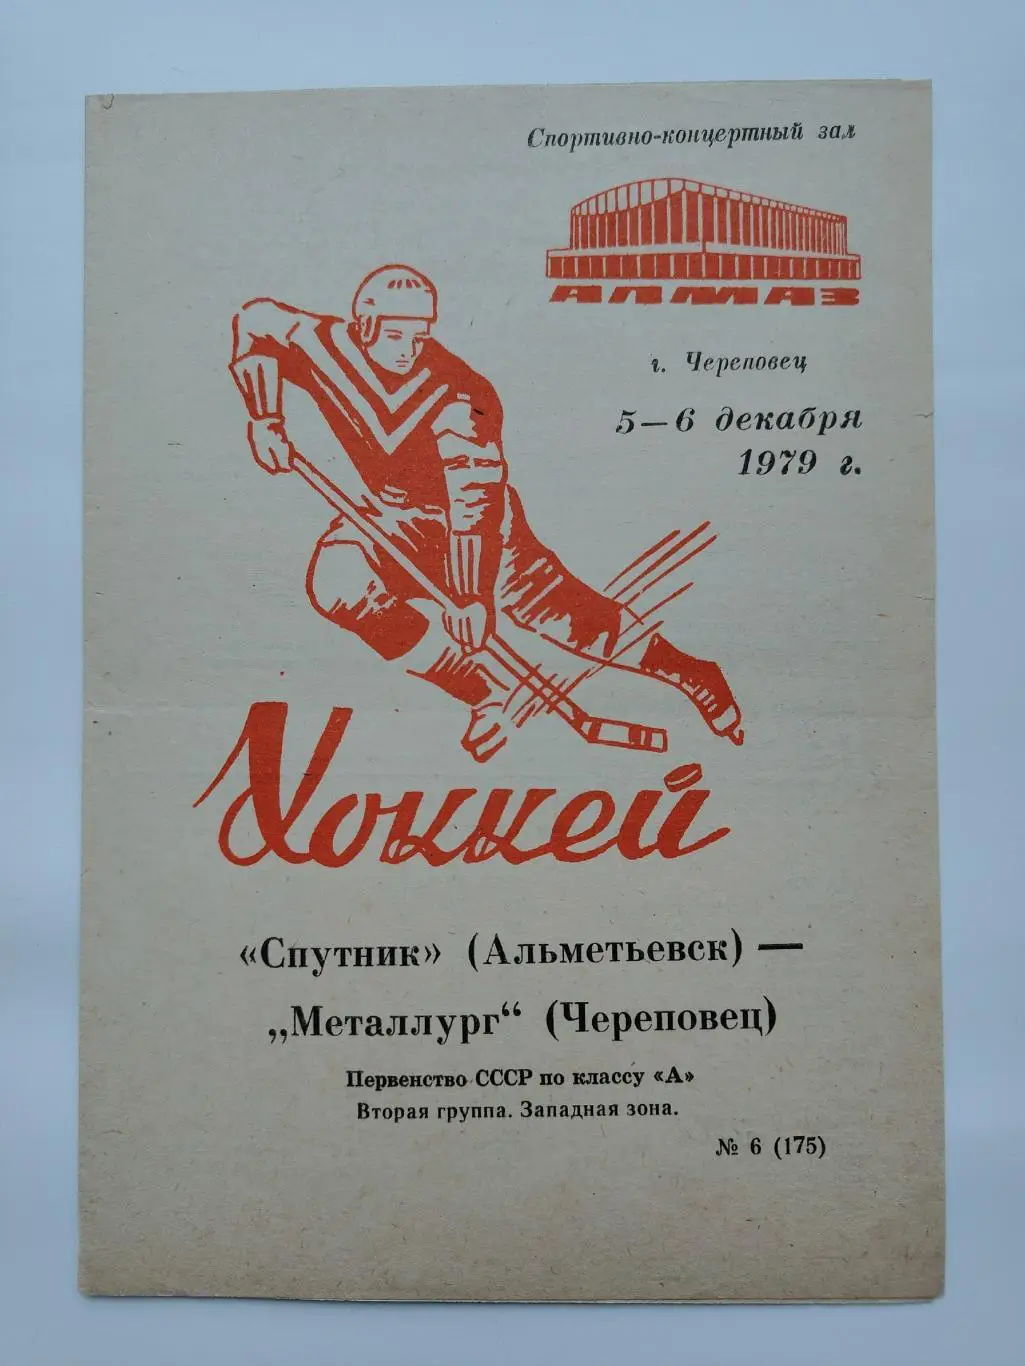 Спортивно-концертный зал
АЛМАЗ
г. Череповец
5—6 декабря
1979 г.
Хоккей
«Спутник» (Альметьевск) —
„Металлург“ (Череповец)
Первенство СССР по классу «А»
Вторая группа. Западная зона.
№ 6 (175)